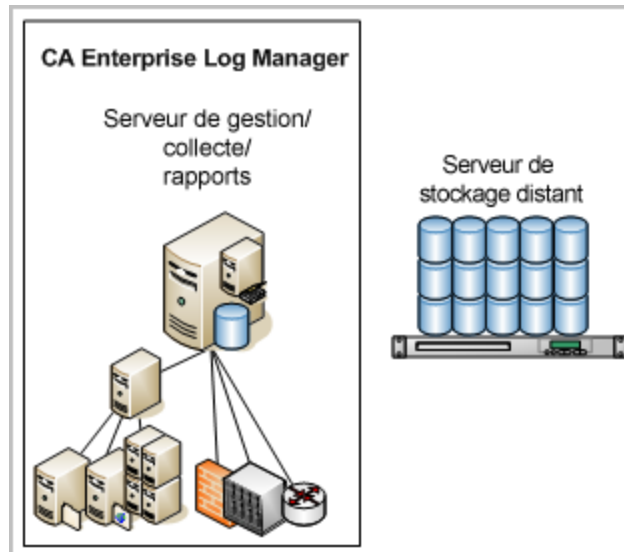 CA Enterprise Log Manager
Serveur de gestion/
collecte/
rapports
Serveur de
stockage distant